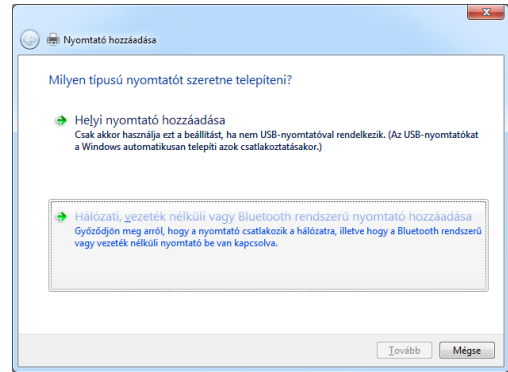 Nyomtató hozzáadása
Milyen típusú nyomtatót szeretne telepíteni?
Helyi nyomtató hozzáadása
Csak akkor használja ezt a beállítást, ha nem USB-nyomtatóval rendelkezik. (Az USB-nyomtatókat
a Windows automatikusan telepíti azok csatlakoztatásakor.)
Hálózati, vezeték nélküli vagy Bluetooth rendszerű nyomtató hozzáadása
Győződjön meg arról, hogy a nyomtató csatlakozik a hálózatra, illetve hogy a Bluetooth rendszerű
vagy vezeték nélküli nyomtató be van kapcsolva.
Tovább Mégse